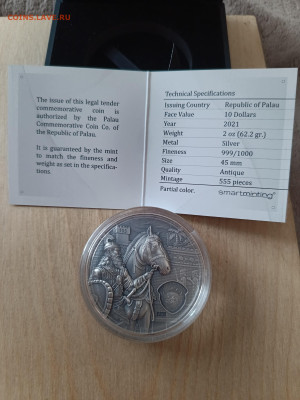 COINS.LAVE.RU
The issue of this legal tender
commemorative coin is
authorized by the Palau
Commemorative Coin Co. of
the Republic of Palau.
It is guaranteed by the mint
to match the fineness and
weight as set in the specifica-
tions.
Technical Specifications
Issuing Country Republic of Palau
Face Value 10 Dollars
Year 2021
Weight 2 oz (62.2 gr.)
Metal Silver
Fineness 999/1000
Size 45 mm
Quality Antique
Mintage 555 pieces
Partial color. smartminting